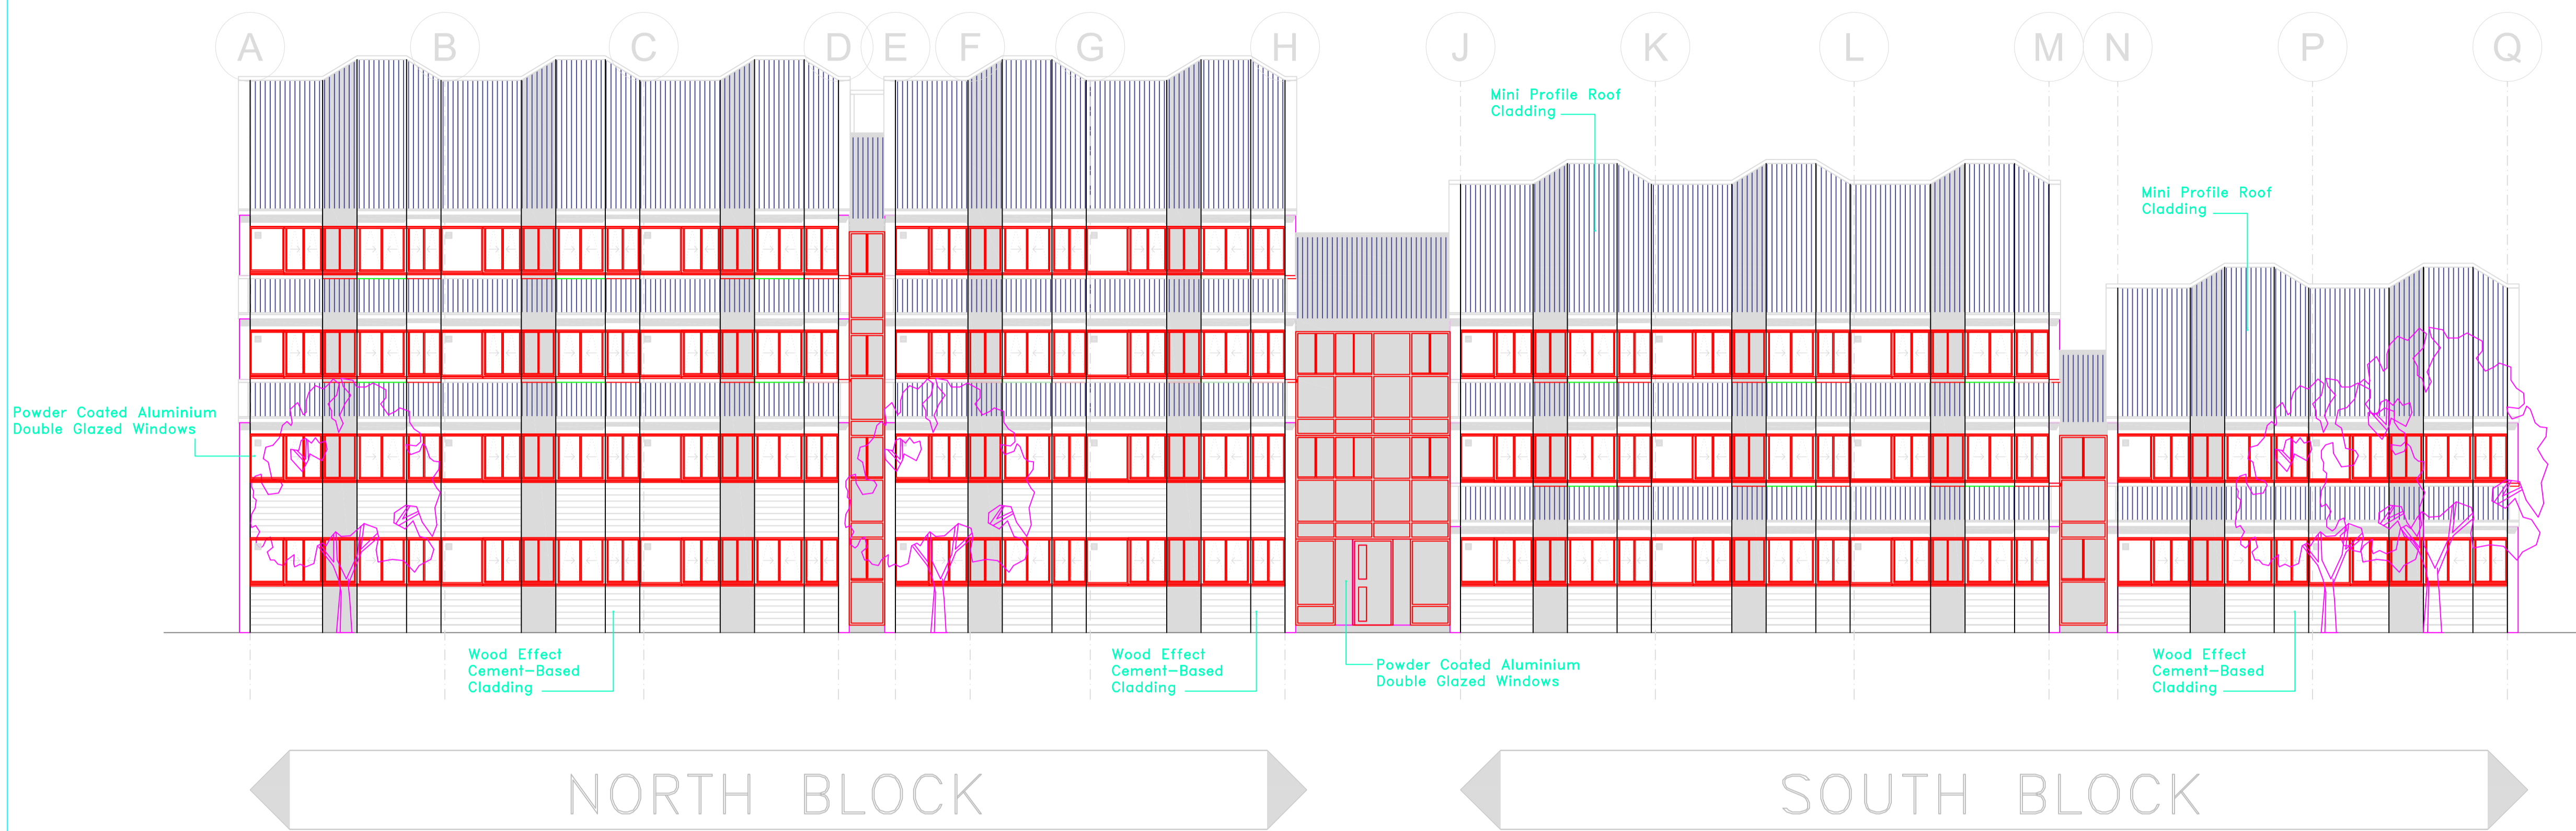 A B C D E F G H J K L M N P Q
Mini Profile Roof
Cladding
Mini Profile Roof
Cladding
Powder Coated Aluminium
Double Glazed Windows
Wood Effect
Cement-Based
Cladding
Wood Effect
Cement-Based
Cladding
Powder Coated Aluminium
Double Glazed Windows
Wood Effect
Cement-Based
Cladding
NORTH BLOCK
SOUTH BLOCK